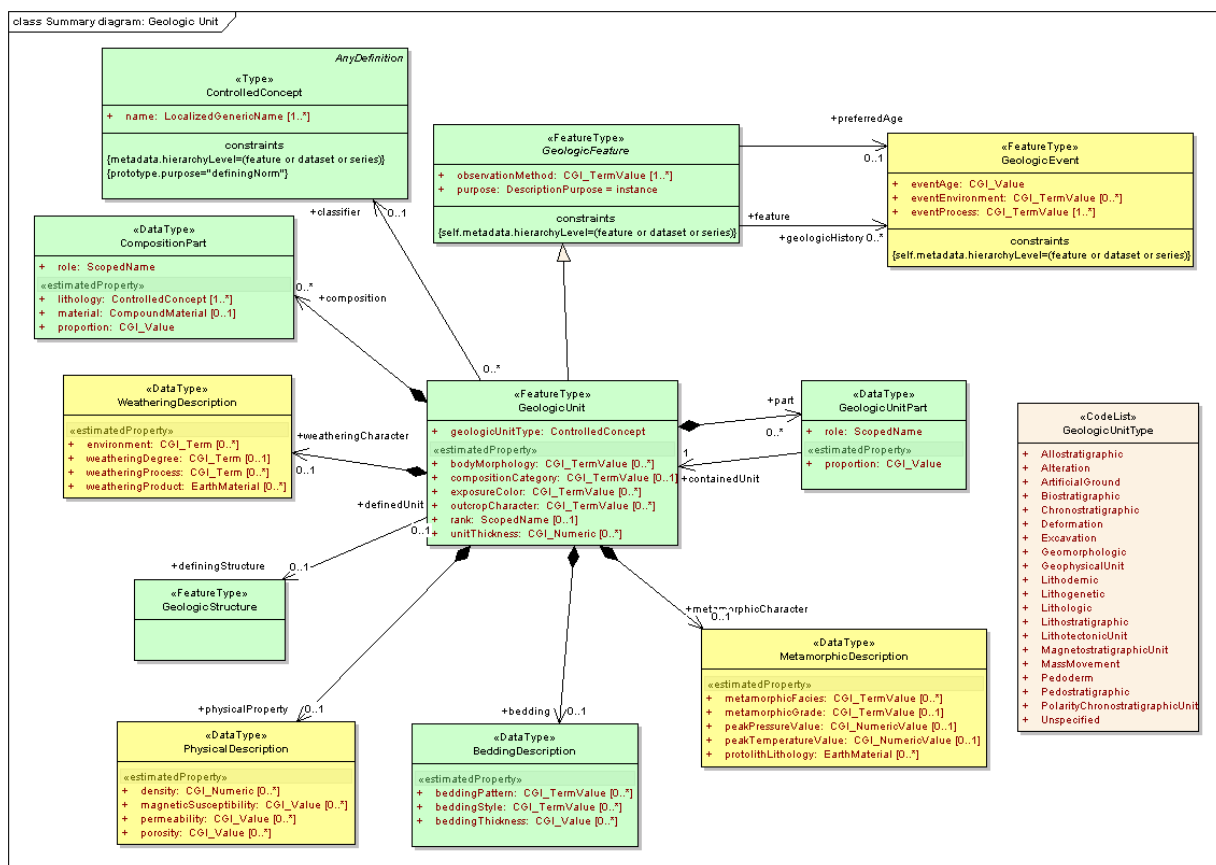 class Summary diagram: Geologic Unit
AnyDefinition
«Type»
ControlledConcept
+ name: LocalizedGenericName [1..*]
constraints
{metadata.hierarchyLevel=(feature or dataset or series)}
{prototype.purpose="definingNorm"}
«FeatureType»
GeologicFeature
+ observationMethod: CGI_TermValue [1..*]
+ purpose: DescriptionPurpose = instance
constraints
{self.metadata.hierarchyLevel=(feature or dataset or series)}
+preferredAge
0..1
+feature
+geologicHistory 0..*
«FeatureType»
GeologicEvent
+ eventAge: CGI_Value
+ eventEnvironment: CGI_TermValue [0..*]
+ eventProcess: CGI_TermValue [1..*]
constraints
{self.metadata.hierarchyLevel=(feature or dataset or series)}
+classifier
0..1
0..*
«DataType»
CompositionPart
+ role: ScopedName
«estimatedProperty»
+ lithology: ControlledConcept [1..*]
+ material: CompoundMaterial [0..1]
+ proportion: CGI_Value
0..*
+composition
«DataType»
WeatheringDescription
«estimatedProperty»
+ environment: CGI_Term [0..*]
+ weatheringDegree: CGI_Term [0..1]
+ weatheringProcess: CGI_Term [0..*]
+ weatheringProduct: EarthMaterial [0..*]
+weatheringCharacter
0..1
«FeatureType»
GeologicUnit
+ geologicUnitType: ControlledConcept
«estimatedProperty»
+ bodyMorphology: CGI_TermValue [0..*]
+ compositionCategory: CGI_TermValue [0..1]
+ exposureColor: CGI_TermValue [0..*]
+ outcropCharacter: CGI_TermValue [0..*]
+ rank: ScopedName [0..1]
+ unitThickness: CGI_Numeric [0..*]
+part
0..*
1
+containedUnit
«DataType»
GeologicUnitPart
+ role: ScopedName
«estimatedProperty»
+ proportion: CGI_Value
«CodeList»
GeologicUnitType
+ Allostratigraphic
+ Alteration
+ ArtificialGround
+ Biostratigraphic
+ Chronostratigraphic
+ Deformation
+ Excavation
+ Geomorphologic
+ GeophysicalUnit
+ Lithodemic
+ Lithogenetic
+ Lithologic
+ Lithostratigraphic
+ LithotectonicUnit
+ MagnetostratigraphicUnit
+ MassMovement
+ Pedoderm
+ Pedostratigraphic
+ PolarityChronostratigraphicUnit
+ Unspecified
+definedUnit
0..1
+definingStructure
0..1
«FeatureType»
GeologicStructure
+metamorphicCharacter
0..1
«DataType»
MetamorphicDescription
«estimatedProperty»
+ metamorphicFacies: CGI_TermValue [0..*]
+ metamorphicGrade: CGI_TermValue [0..1]
+ peakPressureValue: CGI_NumericValue [0..1]
+ peakTemperatureValue: CGI_NumericValue [0..1]
+ protolithLithology: EarthMaterial [0..*]
+physicalProperty
0..1
«DataType»
PhysicalDescription
«estimatedProperty»
+ density: CGI_Numeric [0..*]
+ magneticSusceptibility: CGI_Value [0..*]
+ permeability: CGI_Value [0..*]
+ porosity: CGI_Value [0..*]
+bedding
0..1
«DataType»
BeddingDescription
«estimatedProperty»
+ beddingPattern: CGI_TermValue [0..*]
+ beddingStyle: CGI_TermValue [0..*]
+ beddingThickness: CGI_Value [0..*]